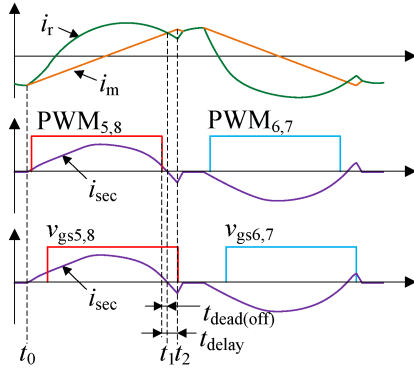 i_r
i_m
PWM_5,8 PWM_6,7
i_sec
v_gs5,8 v_gs6,7
i_sec
t_dead(off)
t_delay
t_0 t_1 t_2